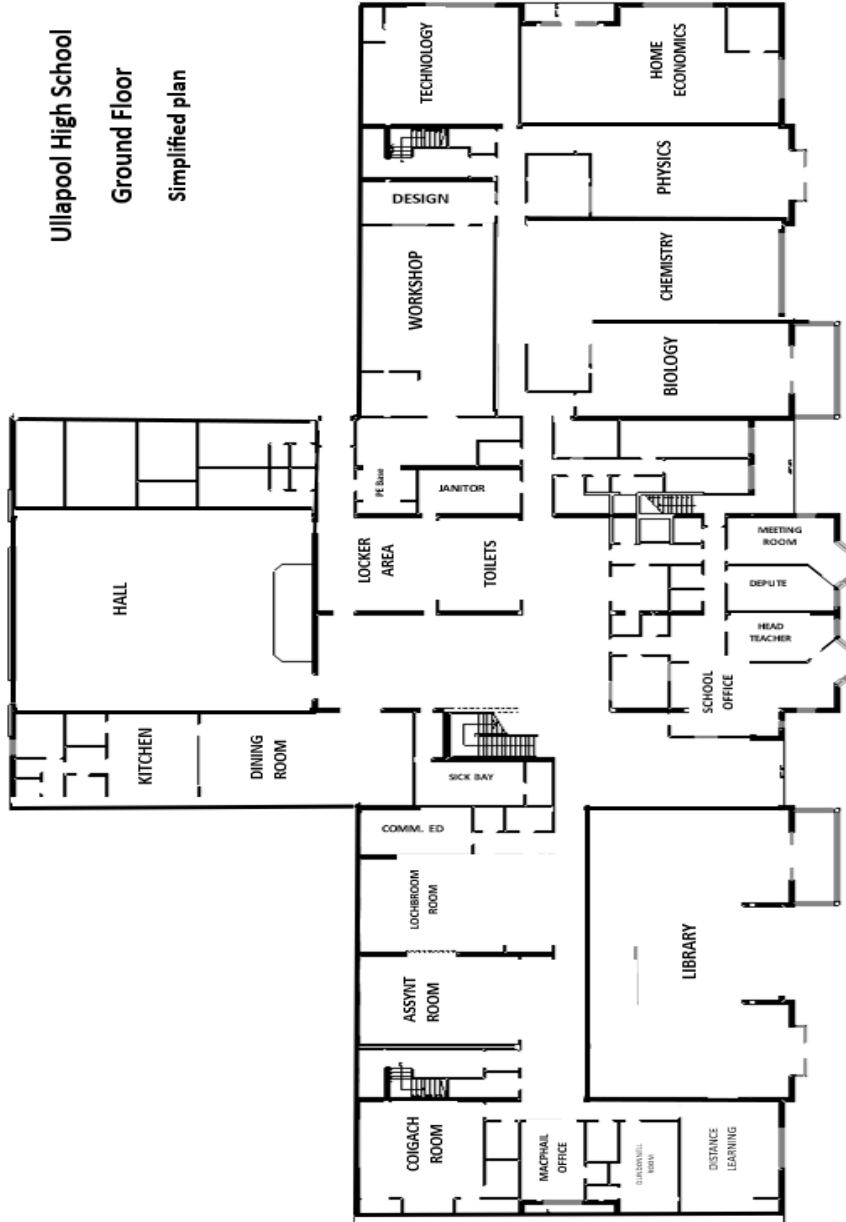 Ullapool High School
Ground Floor
Simplified plan
TECHNOLOGY
HOME
ECONOMICS
DESIGN
PHYSICS
WORKSHOP
CHEMISTRY
BIOLOGY
PE Base
JANITOR
HALL
LOCKER
AREA
TOILETS
MEETING
ROOM
DEPUTE
HEAD
TEACHER
SCHOOL
OFFICE
KITCHEN
DINING
ROOM
SICK BAY
COMM. ED
LOCHBROOM
ROOM
LIBRARY
ASSYNT
ROOM
COIGACH
ROOM
MACPHAIL
OFFICE
ROOM
DISTANCE
LEARNING